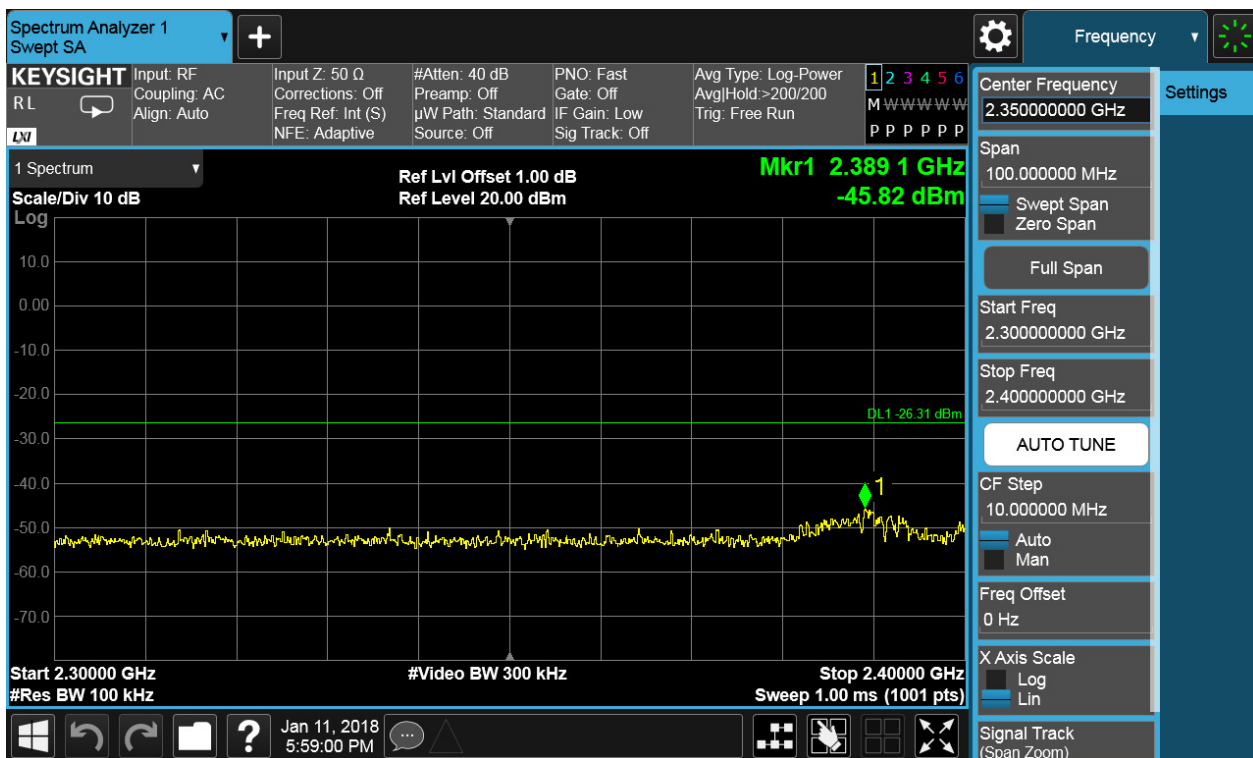 Spectrum Analyzer 1
Swept SA
Frequency
KEYSIGHT
R L
LXI
Input: RF
Coupling: AC
Align: Auto
Input Z: 50 Ω
Corrections: Off
Freq Ref: Int (S)
NFE: Adaptive
#Atten: 40 dB
Preamp: Off
µW Path: Standard
Source: Off
PNO: Fast
Gate: Off
IF Gain: Low
Sig Track: Off
Avg Type: Log-Power
Avg|Hold:>200/200
Trig: Free Run
1 2 3 4 5 6
M W W W W W
P P P P P P
1 Spectrum
Scale/Div 10 dB
Ref Lvl Offset 1.00 dB
Ref Level 20.00 dBm
Mkr1 2.389 1 GHz
-45.82 dBm
Log
10.0
0.00
-10.0
-20.0
-30.0
-40.0
-50.0
-60.0
-70.0
DL1 -26.31 dBm
1
Start 2.30000 GHz
#Res BW 100 kHz
#Video BW 300 kHz
Stop 2.40000 GHz
Sweep 1.00 ms (1001 pts)
Jan 11, 2018
5:59:00 PM
Center Frequency
2.350000000 GHz
Span
100.000000 MHz
Swept Span
Zero Span
Full Span
Start Freq
2.300000000 GHz
Stop Freq
2.400000000 GHz
AUTO TUNE
CF Step
10.000000 MHz
Auto
Man
Freq Offset
0 Hz
X Axis Scale
Log
Lin
Signal Track
(Span Zoom)
Settings